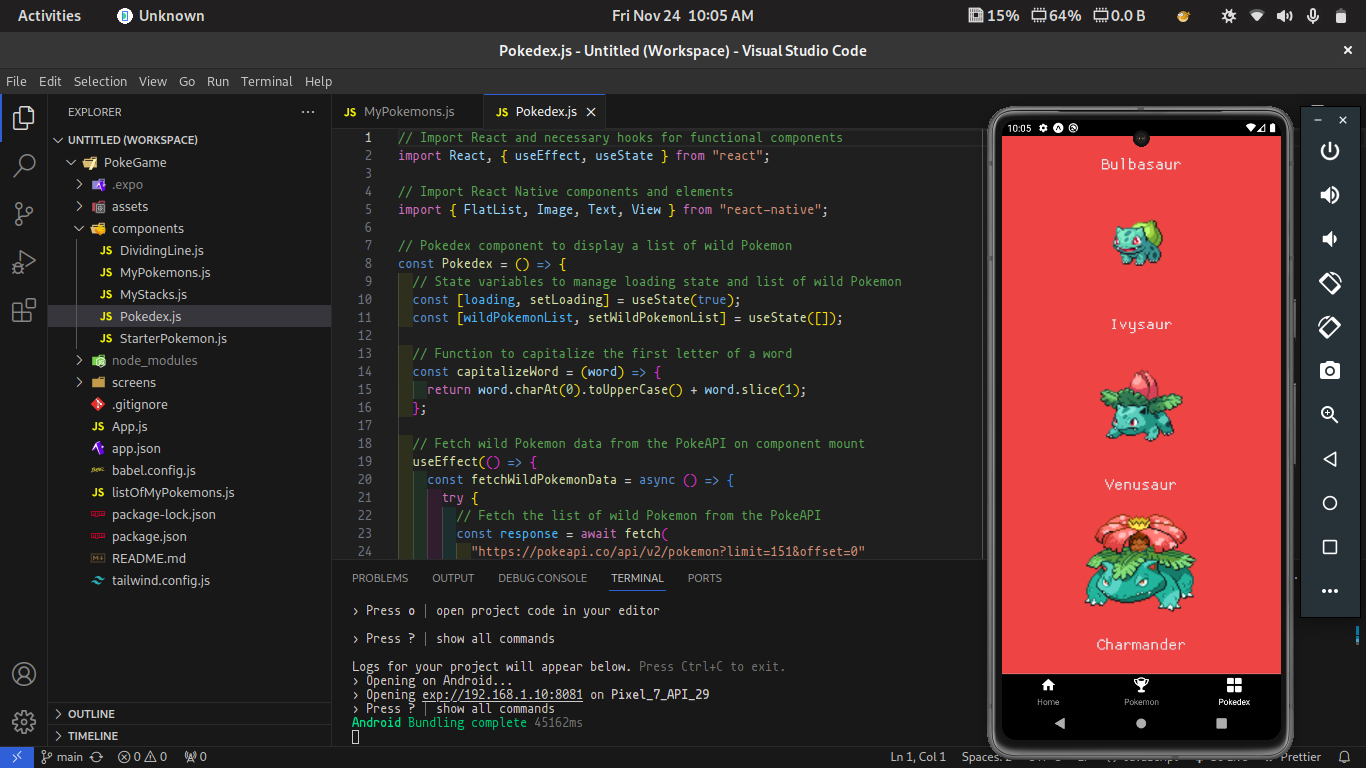 Activities
Unknown
Fri Nov 24 10:05 AM
15%
64%
0.0 B
Pokedex.js - Untitled (Workspace) - Visual Studio Code
File Edit Selection View Go Run Terminal Help
EXPLORER
UNTITLED (WORKSPACE)
PokeGame
.expo
assets
components
JS DividingLine.js
JS MyPokemons.js
JS MyStacks.js
JS Pokedex.js
JS StarterPokemon.js
node_modules
screens
.gitignore
JS App.js
app.json
babel.config.js
JS listOfMyPokemons.js
package-lock.json
package.json
README.md
tailwind.config.js
OUTLINE
TIMELINE
JS MyPokemons.js
JS Pokedex.js
1 // Import React and necessary hooks for functional components
2 import React, { useEffect, useState } from "react";
3
4 // Import React Native components and elements
5 import { FlatList, Image, Text, View } from "react-native";
6
7 // Pokedex component to display a list of wild Pokemon
8 const Pokedex = () => {
9 // State variables to manage loading state and list of wild Pokemon
10 const [loading, setLoading] = useState(true);
11 const [wildPokemonList, setWildPokemonList] = useState([]);
12
13 // Function to capitalize the first letter of a word
14 const capitalizeWord = (word) => {
15 return word.charAt(0).toUpperCase() + word.slice(1);
16 };
17
18 // Fetch wild Pokemon data from the PokeAPI on component mount
19 useEffect(() => {
20 const fetchWildPokemonData = async () => {
21 try {
22 // Fetch the list of wild Pokemon from the PokeAPI
23 const response = await fetch(
24 "https://pokeapi.co/api/v2/pokemon?limit=151&offset=0"
PROBLEMS OUTPUT DEBUG CONSOLE TERMINAL PORTS
› Press o | open project code in your editor
› Press ? | show all commands
Logs for your project will appear below. Press Ctrl+C to exit.
› Opening on Android...
› Opening exp://192.168.1.10:8081 on Pixel_7_API_29
› Press ? | show all commands
Android Bundling complete 45162ms
10:05
Bulbasaur
Ivysaur
Venusaur
Charmander
Home
Pokemon
Pokedex
main
0 0
0
Ln 1, Col 1
Spaces:
Prettier